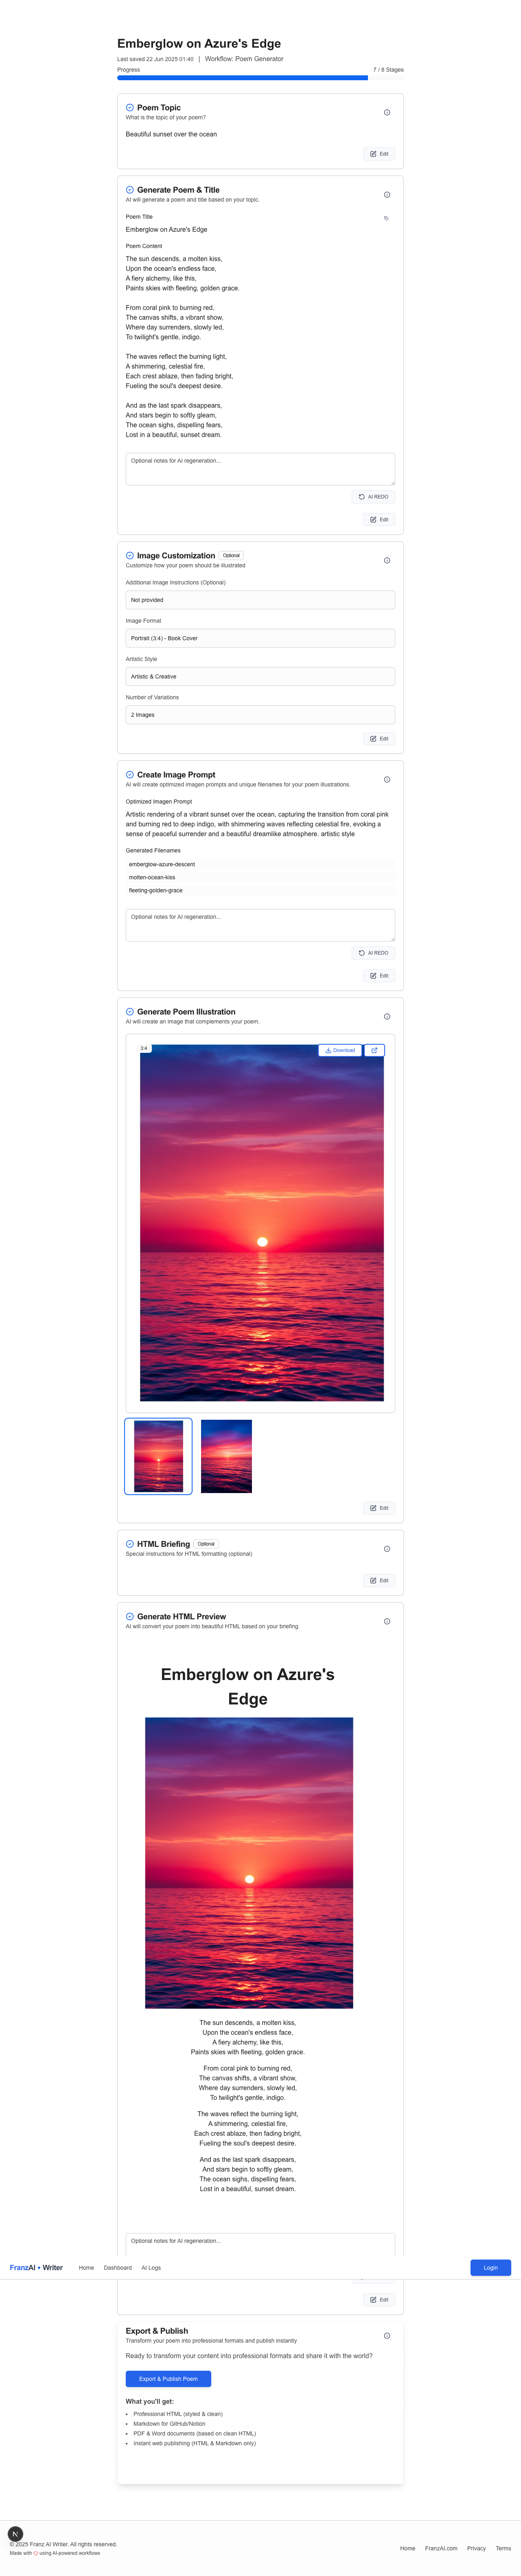 Emberglow on Azure's Edge
Last saved 22 Jun 2025 01:40 | Workflow: Poem Generator
Progress 7 / 8 Stages
Poem Topic
What is the topic of your poem?
Beautiful sunset over the ocean
Edit
Generate Poem & Title
AI will generate a poem and title based on your topic.
Poem Title
Emberglow on Azure's Edge
Poem Content
The sun descends, a molten kiss,
Upon the ocean's endless face,
A fiery alchemy, like this,
Paints skies with fleeting, golden grace.
From coral pink to burning red,
The canvas shifts, a vibrant show,
Where day surrenders, slowly led,
To twilight's gentle, indigo.
The waves reflect the burning light,
A shimmering, celestial fire,
Each crest ablaze, then fading bright,
Fueling the soul's deepest desire.
And as the last spark disappears,
And stars begin to softly gleam,
The ocean sighs, dispelling fears,
Lost in a beautiful, sunset dream.
Optional notes for AI regeneration...
AI REDO
Edit
Image Customization Optional
Customize how your poem should be illustrated
Additional Image Instructions (Optional)
Not provided
Image Format
Portrait (3:4) - Book Cover
Artistic Style
Artistic & Creative
Number of Variations
2 Images
Edit
Create Image Prompt
AI will create optimized imagen prompts and unique filenames for your poem illustrations.
Optimized Imagen Prompt
Artistic rendering of a vibrant sunset over the ocean, capturing the transition from coral pink
and burning red to deep indigo, with shimmering waves reflecting celestial fire, evoking a
sense of peaceful surrender and a beautiful dreamlike atmosphere. artistic style
Generated Filenames
emberglow-azure-descent
molten-ocean-kiss
fleeting-golden-grace
Optional notes for AI regeneration...
AI REDO
Edit
Generate Poem Illustration
AI will create an image that complements your poem.
3:4
Download
Edit
HTML Briefing Optional
Special instructions for HTML formatting (optional)
Edit
Generate HTML Preview
AI will convert your poem into beautiful HTML based on your briefing.
Emberglow on Azure's
Edge
The sun descends, a molten kiss,
Upon the ocean's endless face,
A fiery alchemy, like this,
Paints skies with fleeting, golden grace.
From coral pink to burning red,
The canvas shifts, a vibrant show,
Where day surrenders, slowly led,
To twilight's gentle, indigo.
The waves reflect the burning light,
A shimmering, celestial fire,
Each crest ablaze, then fading bright,
Fueling the soul's deepest desire.
And as the last spark disappears,
And stars begin to softly gleam,
The ocean sighs, dispelling fears,
Lost in a beautiful, sunset dream.
Optional notes for AI regeneration...
FranzAI • Writer Home Dashboard AI Logs Login
Edit
Export & Publish
Transform your poem into professional formats and publish instantly
Ready to transform your content into professional formats and share it with the world?
Export & Publish Poem
What you'll get:
• Professional HTML (styled & clean)
• Markdown for GitHub/Notion
• PDF & Word documents (based on clean HTML)
• Instant web publishing (HTML & Markdown only)
N
© 2025 Franz AI Writer. All rights reserved.
Made with using AI-powered workflows
Home FranzAI.com Privacy Terms